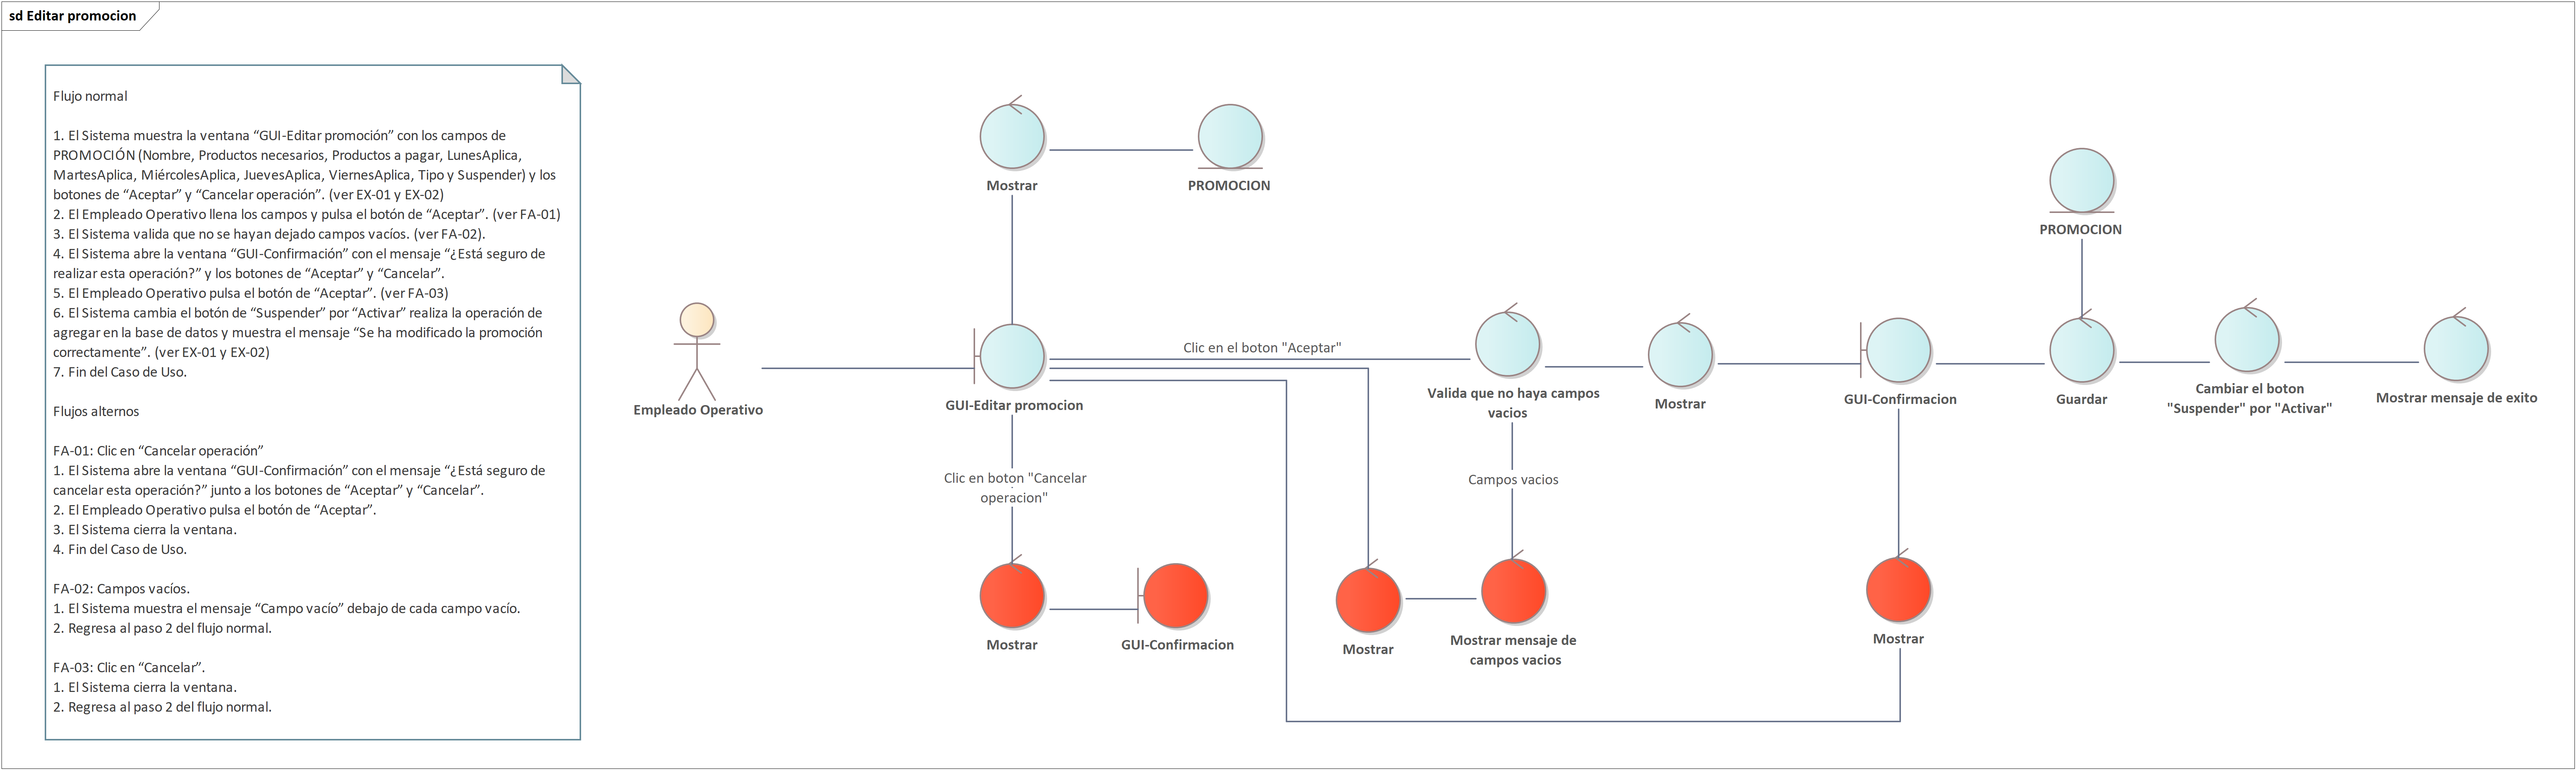 sd Editar promocion
Flujo normal
1. El Sistema muestra la ventana “GUI-Editar promoción” con los campos de
PROMOCIÓN (Nombre, Productos necesarios, Productos a pagar, LunesAplica,
MartesAplica, MiércolesAplica, JuevesAplica, ViernesAplica, Tipo y Suspender) y los
botones de “Aceptar” y “Cancelar operación”. (ver EX-01 y EX-02)
2. El Empleado Operativo llena los campos y pulsa el botón de “Aceptar”. (ver FA-01)
3. El Sistema valida que no se hayan dejado campos vacíos. (ver FA-02).
4. El Sistema abre la ventana “GUI-Confirmación” con el mensaje “¿Está seguro de
realizar esta operación?” y los botones de “Aceptar” y “Cancelar”.
5. El Empleado Operativo pulsa el botón de “Aceptar”. (ver FA-03)
6. El Sistema cambia el botón de “Suspender” por “Activar” realiza la operación de
agregar en la base de datos y muestra el mensaje “Se ha modificado la promoción
correctamente”. (ver EX-01 y EX-02)
7. Fin del Caso de Uso.
Flujos alternos
FA-01: Clic en “Cancelar operación”
1. El Sistema abre la ventana “GUI-Confirmación” con el mensaje “¿Está seguro de
cancelar esta operación?” junto a los botones de “Aceptar” y “Cancelar”.
2. El Empleado Operativo pulsa el botón de “Aceptar”.
3. El Sistema cierra la ventana.
4. Fin del Caso de Uso.
FA-02: Campos vacíos.
1. El Sistema muestra el mensaje “Campo vacío” debajo de cada campo vacío.
2. Regresa al paso 2 del flujo normal.
FA-03: Clic en “Cancelar”.
1. El Sistema cierra la ventana.
2. Regresa al paso 2 del flujo normal.
Mostrar
PROMOCION
PROMOCION
Empleado Operativo
GUI-Editar promocion
Clic en el boton "Aceptar"
Valida que no haya campos
vacios
Mostrar
GUI-Confirmacion
Guardar
Cambiar el boton
"Suspender" por "Activar"
Mostrar mensaje de exito
Clic en boton "Cancelar
operacion"
Campos vacios
Mostrar
GUI-Confirmacion
Mostrar
Mostrar mensaje de
campos vacios
Mostrar